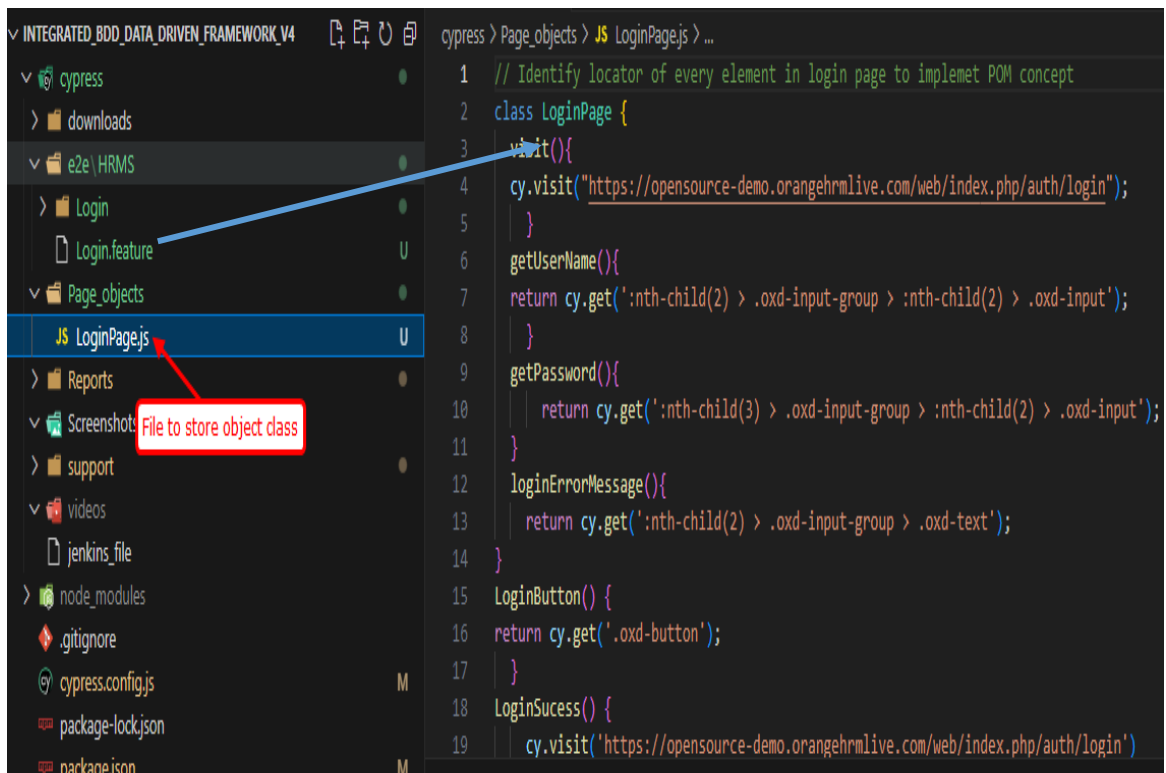 INTEGRATED_BDD_DATA_DRIVEN_FRAMEWORK_V4
cypress
downloads
e2e\HRMS
Login
Login.feature U
Page_objects
JS LoginPage.js U
Reports
Screenshots
File to store object class
support
videos
jenkins_file
node_modules
.gitignore
cypress.config.js M
package-lock.json
package.json M
cypress > Page_objects > JS LoginPage.js > ...
1 // Identify locator of every element in login page to implemet POM concept
2 class LoginPage {
3 visit(){
4 cy.visit("https://opensource-demo.orangehrmlive.com/web/index.php/auth/login");
5 }
6 getUserName(){
7 return cy.get(':nth-child(2) > .oxd-input-group > :nth-child(2) > .oxd-input');
8 }
9 getPassword(){
10 return cy.get(':nth-child(3) > .oxd-input-group > :nth-child(2) > .oxd-input');
11 }
12 loginErrorMessage(){
13 return cy.get(':nth-child(2) > .oxd-input-group > .oxd-text');
14 }
15 LoginButton() {
16 return cy.get('.oxd-button');
17 }
18 LoginSucess() {
19 cy.visit('https://opensource-demo.orangehrmlive.com/web/index.php/auth/login')